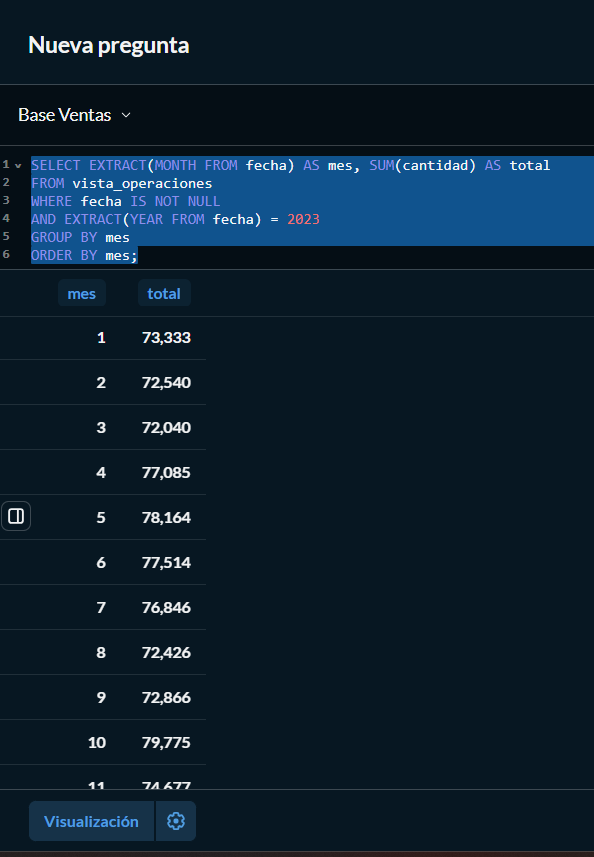 Nueva pregunta
Base Ventas
1 SELECT EXTRACT(MONTH FROM fecha) AS mes, SUM(cantidad) AS total
2 FROM vista_operaciones
3 WHERE fecha IS NOT NULL
4 AND EXTRACT(YEAR FROM fecha) = 2023
5 GROUP BY mes
6 ORDER BY mes;
mes total
1 73,333
2 72,540
3 72,040
4 77,085
5 78,164
6 77,514
7 76,846
8 72,426
9 72,866
10 79,775
11 74,677
Visualización